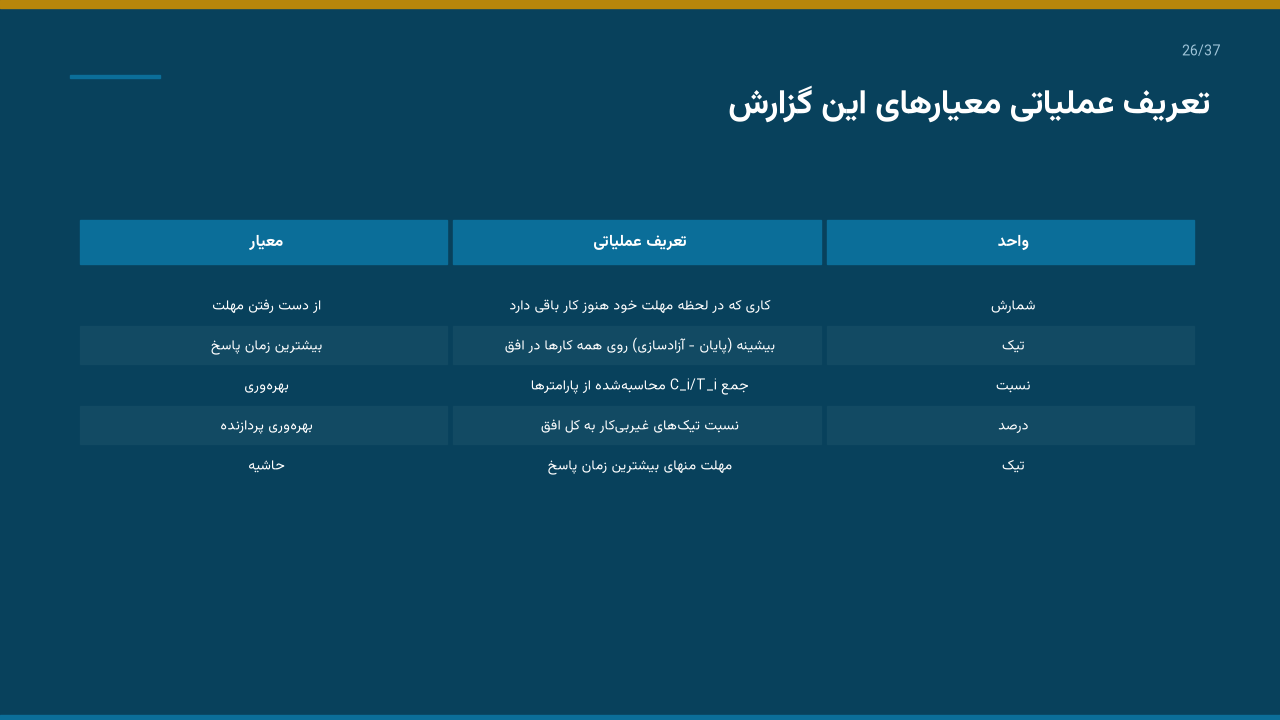 26/37
تعریف عملیاتی معیارهای این گزارش
واحد تعریف عملیاتی معیار
شمارش کاری که در لحظه مهلت خود هنوز کار باقی دارد از دست رفتن مهلت
تیک بیشینه (پایان - آزادسازی) روی همه کارها در افق بیشترین زمان پاسخ
نسبت جمع C_i/T_i محاسبه‌شده از پارامترها بهره‌وری
درصد نسبت تیک‌های غیربی‌کار به کل افق بهره‌وری پردازنده
تیک مهلت منهای بیشترین زمان پاسخ حاشیه